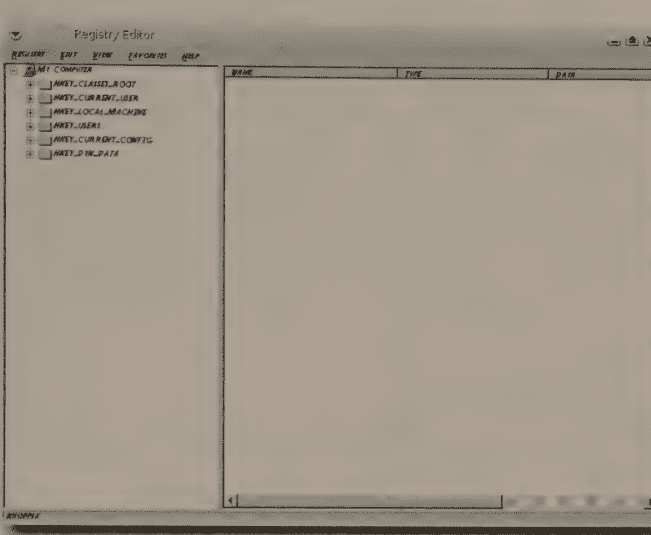 Registry Editor
REGISTRY EDIT VIEW FAVORITES HELP
MY COMPUTER
HKEY_CLASSES_ROOT
HKEY_CURRENT_USER
HKEY_LOCAL_MACHINE
HKEY_USERS
HKEY_CURRENT_CONFIG
HKEY_DYN_DATA
NAME TYPE DATA